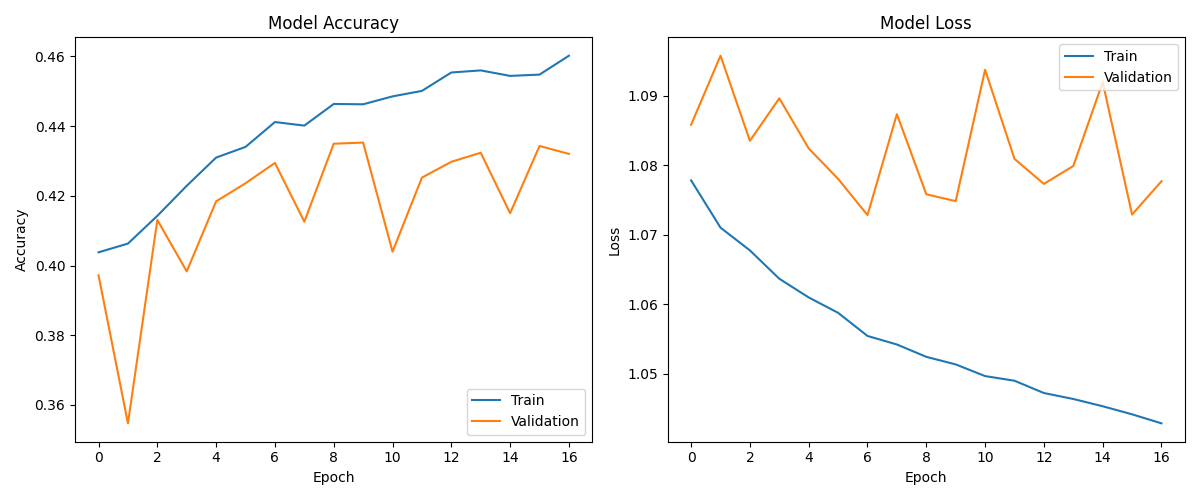 Model Accuracy
Accuracy
0.46
0.44
0.42
0.40
0.38
0.36
0 2 4 6 8 10 12 14 16
Epoch
Train
Validation
Model Loss
Loss
1.09
1.08
1.07
1.06
1.05
0 2 4 6 8 10 12 14 16
Epoch
Train
Validation